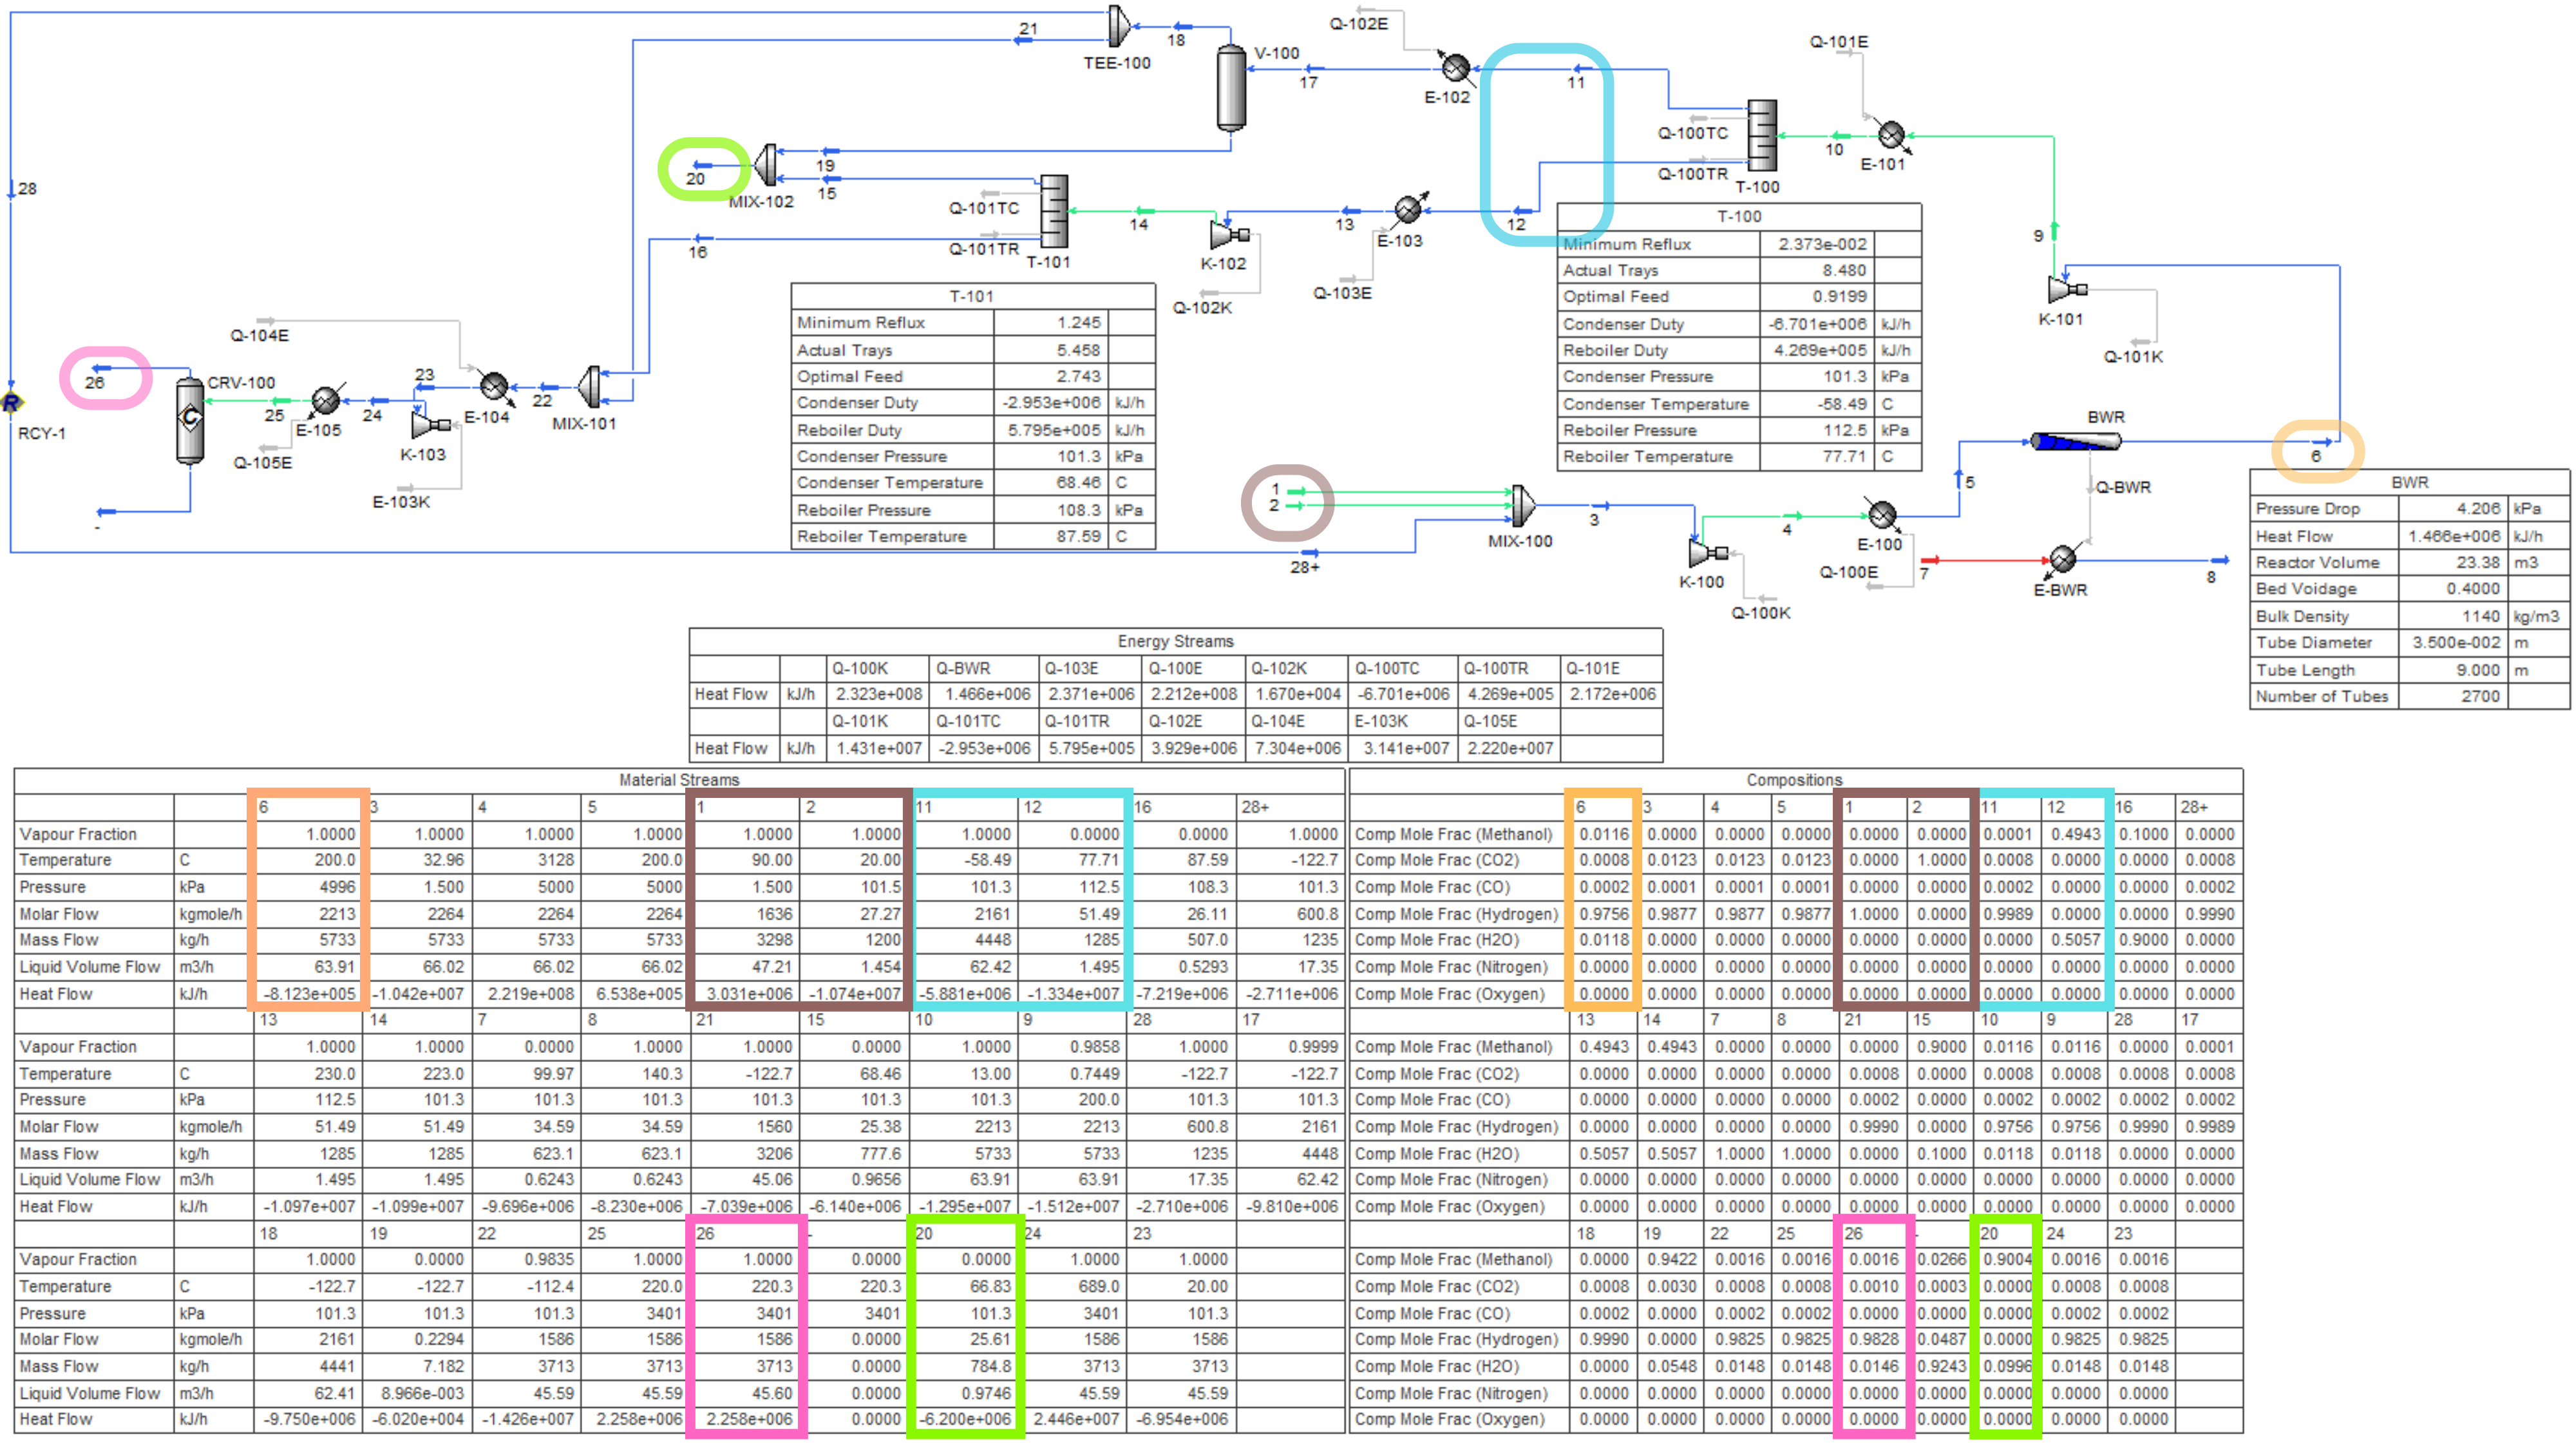 21
18
TEE-100
V-100
Q-102E
17
E-102
11
Q-101E
Q-100TC
Q-100TR
T-100
10
E-101
28
20
MIX-102
19
15
Q-101TC
Q-101TR
T-101
14
K-102
Q-102K
13
E-103
Q-103E
12
9
K-101
Q-101K
16
T-100
Minimum Reflux 2.373e-002
Actual Trays 8.480
Optimal Feed 0.9199
Condenser Duty -6.701e+006 kJ/h
Reboiler Duty 4.269e+005 kJ/h
Condenser Pressure 101.3 kPa
Condenser Temperature -58.49 C
Reboiler Pressure 112.5 kPa
Reboiler Temperature 77.71 C
T-101
Minimum Reflux 1.245
Actual Trays 5.458
Optimal Feed 2.743
Condenser Duty -2.953e+006 kJ/h
Reboiler Duty 5.795e+005 kJ/h
Condenser Pressure 101.3 kPa
Condenser Temperature 68.46 C
Reboiler Pressure 108.3 kPa
Reboiler Temperature 87.59 C
Q-104E
26
CRV-100
C
25
E-105
Q-105E
24
23
K-103
E-103K
E-104
22
MIX-101
R
RCY-1
-
1
2
MIX-100
3
28+
K-100
Q-100K
4
E-100
Q-100E
5
7
BWR
Q-BWR
E-BWR
8
6
BWR
Pressure Drop 4.206 kPa
Heat Flow 1.466e+006 kJ/h
Reactor Volume 23.38 m3
Bed Voidage 0.4000
Bulk Density 1140 kg/m3
Tube Diameter 3.500e-002 m
Tube Length 9.000 m
Number of Tubes 2700
Energy Streams
Q-100K Q-BWR Q-103E Q-100E Q-102K Q-100TC Q-100TR Q-101E
Heat Flow kJ/h 2.323e+008 1.466e+006 2.371e+006 2.212e+008 1.670e+004 -6.701e+006 4.269e+005 2.172e+006
Q-101K Q-101TC Q-101TR Q-102E Q-104E E-103K Q-105E
Heat Flow kJ/h 1.431e+007 -2.953e+006 5.795e+005 3.929e+006 7.304e+006 3.141e+007 2.220e+007
Material Streams
6 3 4 5 1 2 11 12 16 28+
Vapour Fraction 1.0000 1.0000 1.0000 1.0000 1.0000 1.0000 1.0000 0.0000 0.0000 1.0000
Temperature C 200.0 32.96 3128 200.0 90.00 20.00 -58.49 77.71 87.59 -122.7
Pressure kPa 4996 1.500 5000 5000 1.500 101.5 101.3 112.5 108.3 101.3
Molar Flow kgmole/h 2213 2264 2264 2264 1636 27.27 2161 51.49 26.11 600.8
Mass Flow kg/h 5733 5733 5733 5733 3298 1200 4448 1285 507.0 1235
Liquid Volume Flow m3/h 63.91 66.02 66.02 66.02 47.21 1.454 62.42 1.495 0.5293 17.35
Heat Flow kJ/h -8.123e+005 -1.042e+007 2.219e+008 6.538e+005 3.031e+006 -1.074e+007 -5.881e+006 -1.334e+007 -7.219e+006 -2.711e+006
13 14 7 8 21 15 10 9 28 17
Vapour Fraction 1.0000 1.0000 0.0000 1.0000 1.0000 0.0000 1.0000 0.9858 1.0000 0.9999
Temperature C 230.0 223.0 99.97 140.3 -122.7 68.46 13.00 0.7449 -122.7 -122.7
Pressure kPa 112.5 101.3 101.3 101.3 101.3 101.3 101.3 200.0 101.3 101.3
Molar Flow kgmole/h 51.49 51.49 34.59 34.59 1560 25.38 2213 2213 600.8 2161
Mass Flow kg/h 1285 1285 623.1 623.1 3206 777.6 5733 5733 1235 4448
Liquid Volume Flow m3/h 1.495 1.495 0.6243 0.6243 45.06 0.9656 63.91 63.91 17.35 62.42
Heat Flow kJ/h -1.097e+007 -1.099e+007 -9.696e+006 -8.230e+006 -7.039e+006 -6.140e+006 -1.295e+007 -1.512e+007 -2.710e+006 -9.810e+006
18 19 22 25 26 - 20 24 23
Vapour Fraction 1.0000 0.0000 0.9835 1.0000 1.0000 0.0000 0.0000 1.0000 1.0000
Temperature C -122.7 -122.7 -112.4 220.0 220.3 220.3 66.83 689.0 20.00
Pressure kPa 101.3 101.3 101.3 3401 3401 3401 101.3 3401 101.3
Molar Flow kgmole/h 2161 0.2294 1586 1586 1586 0.0000 25.61 1586 1586
Mass Flow kg/h 4441 7.182 3713 3713 3713 0.0000 784.8 3713 3713
Liquid Volume Flow m3/h 62.41 8.966e-003 45.59 45.59 45.60 0.0000 0.9746 45.59 45.59
Heat Flow kJ/h -9.750e+006 -6.020e+004 -1.426e+007 2.258e+006 2.258e+006 0.0000 -6.200e+006 2.446e+007 -6.954e+006
Compositions
6 3 4 5 1 2 11 12 16 28+
Comp Mole Frac (Methanol) 0.0116 0.0000 0.0000 0.0000 0.0000 0.0000 0.0001 0.4943 0.1000 0.0000
Comp Mole Frac (CO2) 0.0008 0.0123 0.0123 0.0123 0.0000 1.0000 0.0008 0.0000 0.0000 0.0008
Comp Mole Frac (CO) 0.0002 0.0001 0.0001 0.0001 0.0000 0.0000 0.0002 0.0000 0.0000 0.0002
Comp Mole Frac (Hydrogen) 0.9756 0.9877 0.9877 0.9877 1.0000 0.0000 0.9989 0.0000 0.0000 0.9990
Comp Mole Frac (H2O) 0.0118 0.0000 0.0000 0.0000 0.0000 0.0000 0.0000 0.5057 0.9000 0.0000
Comp Mole Frac (Nitrogen) 0.0000 0.0000 0.0000 0.0000 0.0000 0.0000 0.0000 0.0000 0.0000 0.0000
Comp Mole Frac (Oxygen) 0.0000 0.0000 0.0000 0.0000 0.0000 0.0000 0.0000 0.0000 0.0000 0.0000
13 14 7 8 21 15 10 9 28 17
Comp Mole Frac (Methanol) 0.4943 0.4943 0.0000 0.0000 0.0000 0.9000 0.0116 0.0116 0.0000 0.0001
Comp Mole Frac (CO2) 0.0000 0.0000 0.0000 0.0000 0.0008 0.0000 0.0008 0.0008 0.0008 0.0008
Comp Mole Frac (CO) 0.0000 0.0000 0.0000 0.0000 0.0002 0.0000 0.0002 0.0002 0.0002 0.0002
Comp Mole Frac (Hydrogen) 0.0000 0.0000 0.0000 0.0000 0.9990 0.0000 0.9756 0.9756 0.9990 0.9989
Comp Mole Frac (H2O) 0.5057 0.5057 1.0000 1.0000 0.0000 0.1000 0.0118 0.0118 0.0000 0.0000
Comp Mole Frac (Nitrogen) 0.0000 0.0000 0.0000 0.0000 0.0000 0.0000 0.0000 0.0000 0.0000 0.0000
Comp Mole Frac (Oxygen) 0.0000 0.0000 0.0000 0.0000 0.0000 0.0000 0.0000 0.0000 0.0000 0.0000
18 19 22 25 26 - 20 24 23
Comp Mole Frac (Methanol) 0.0000 0.9422 0.0016 0.0016 0.0016 0.0266 0.9004 0.0016 0.0016
Comp Mole Frac (CO2) 0.0008 0.0030 0.0008 0.0008 0.0010 0.0003 0.0000 0.0008 0.0008
Comp Mole Frac (CO) 0.0002 0.0000 0.0002 0.0002 0.0000 0.0000 0.0000 0.0002 0.0002
Comp Mole Frac (Hydrogen) 0.9990 0.0000 0.9825 0.9825 0.9828 0.0487 0.0000 0.9825 0.9825
Comp Mole Frac (H2O) 0.0000 0.0548 0.0148 0.0148 0.0146 0.9243 0.0996 0.0148 0.0148
Comp Mole Frac (Nitrogen) 0.0000 0.0000 0.0000 0.0000 0.0000 0.0000 0.0000 0.0000 0.0000
Comp Mole Frac (Oxygen) 0.0000 0.0000 0.0000 0.0000 0.0000 0.0000 0.0000 0.0000 0.0000